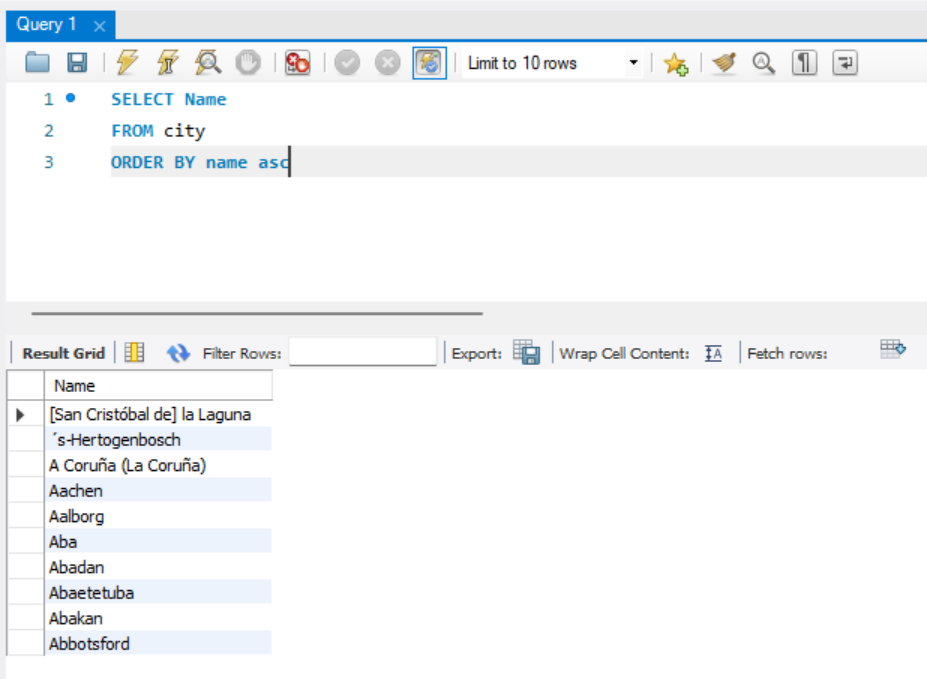 Query 1
Limit to 10 rows
1 SELECT Name
2 FROM city
3 ORDER BY name asc
Result Grid Filter Rows: Export: Wrap Cell Content: Fetch rows:
Name
[San Cristóbal de] la Laguna
´s-Hertogenbosch
A Coruña (La Coruña)
Aachen
Aalborg
Aba
Abadan
Abaetetuba
Abakan
Abbotsford